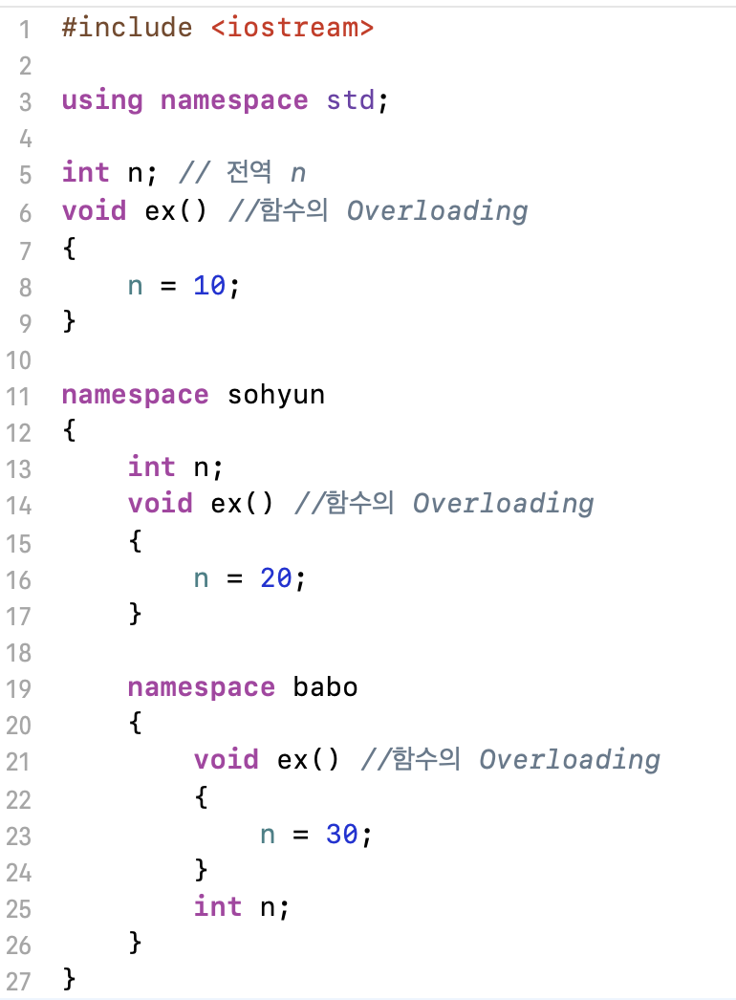 1 #include <iostream>
2
3 using namespace std;
4
5 int n; // 전역 n
6 void ex() //함수의 Overloading
7 {
8     n = 10;
9 }
10
11 namespace sohyun
12 {
13     int n;
14     void ex() //함수의 Overloading
15     {
16         n = 20;
17     }
18
19     namespace babo
20     {
21         void ex() //함수의 Overloading
22         {
23             n = 30;
24         }
25         int n;
26     }
27 }